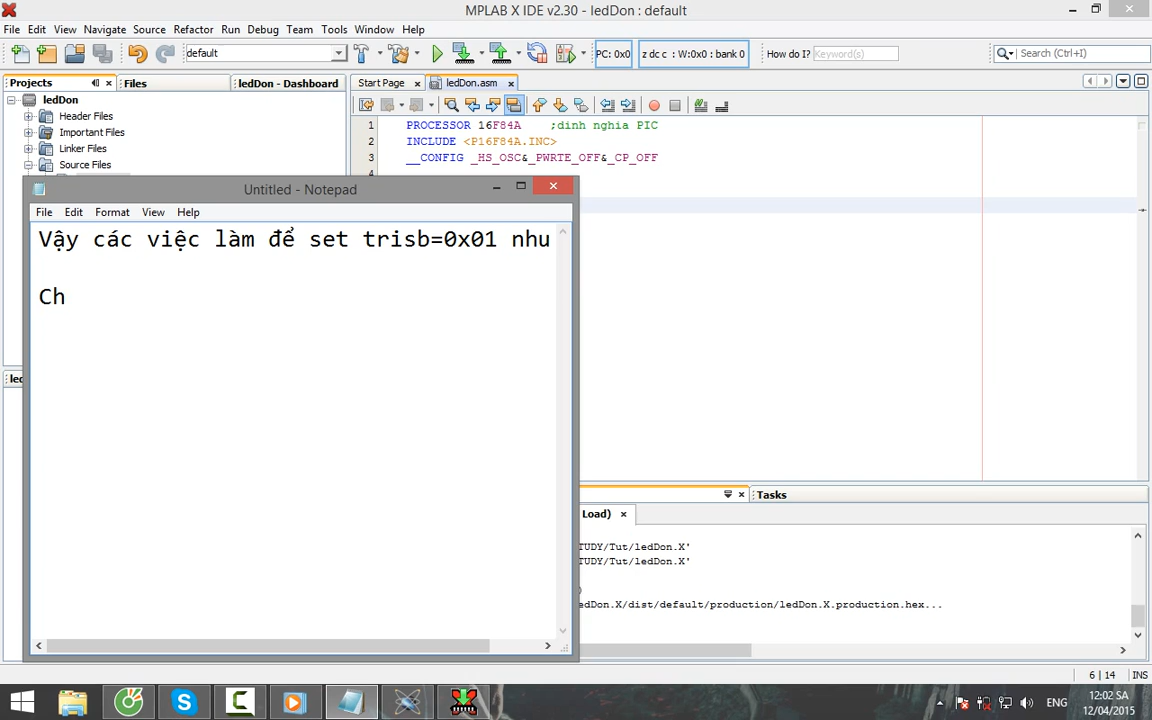 MPLAB X IDE v2.30 - ledDon : default
File Edit View Navigate Source Refactor Run Debug Team Tools Window Help
default
PC: 0x0
z dc c : W:0x0 : bank 0
How do I? Keyword(s)
Search (Ctrl+I)
Projects
Files
ledDon - Dashboard
Start Page
ledDon.asm
ledDon
Header Files
Important Files
Linker Files
Source Files
1 PROCESSOR 16F84A ;dinh nghia PIC
2 INCLUDE <P16F84A.INC>
3 __CONFIG _HS_OSC&_PWRTE_OFF&_CP_OFF
4
Untitled - Notepad
File Edit Format View Help
Vậy các việc làm để set trisb=0x01 nhu
Ch
led
Tasks
Load)
TUDY/Tut/ledDon.X'
TUDY/Tut/ledDon.X'
)
edDon.X/dist/default/production/ledDon.X.production.hex...
6 | 14 INS
ENG
12:02 SA
12/04/2015